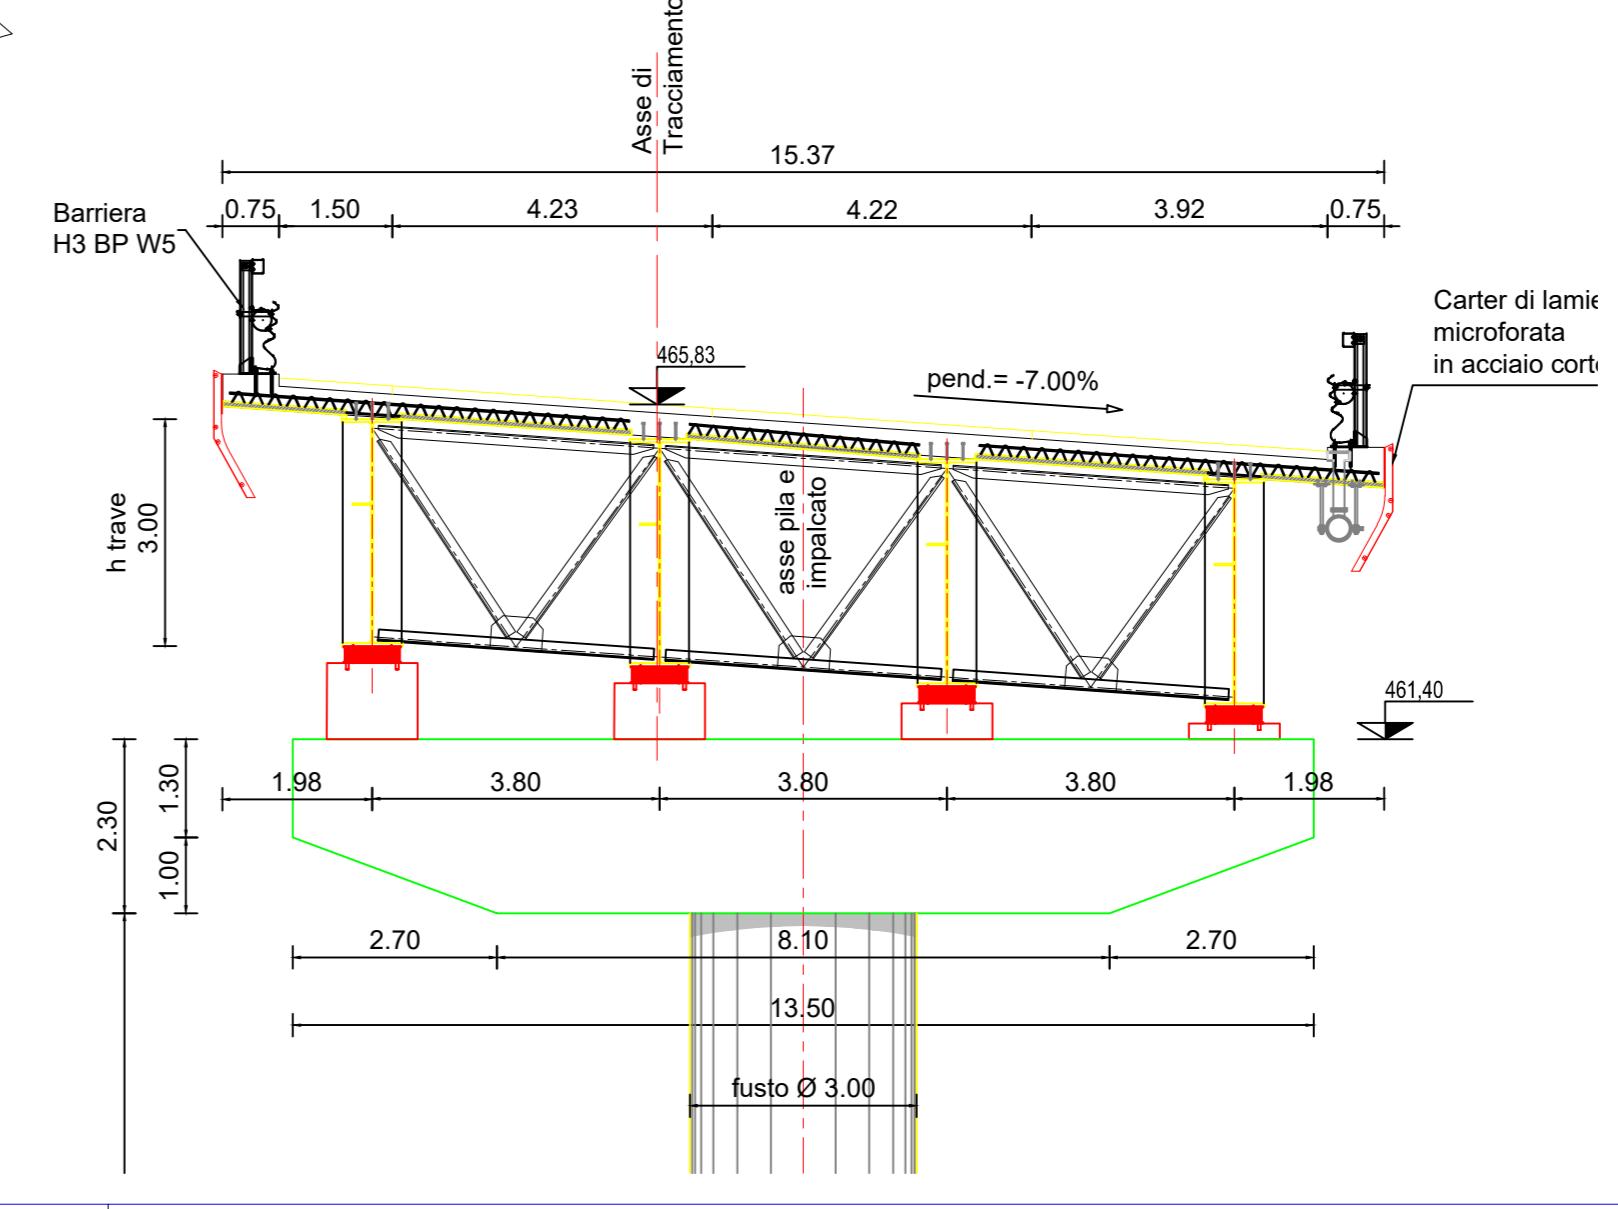 Asse di
Tracciamento
15.37
0.75
1.50
4.23
4.22
3.92
0.75
Barriera
H3 BP W5
Carter di lamie
microforata
in acciaio corte
465,83
pend.= -7.00%
h trave
3.00
asse pila e
impalcato
461,40
1.98
3.80
3.80
3.80
1.98
2.30
1.30
1.00
2.70
8.10
2.70
13.50
fusto Ø 3.00